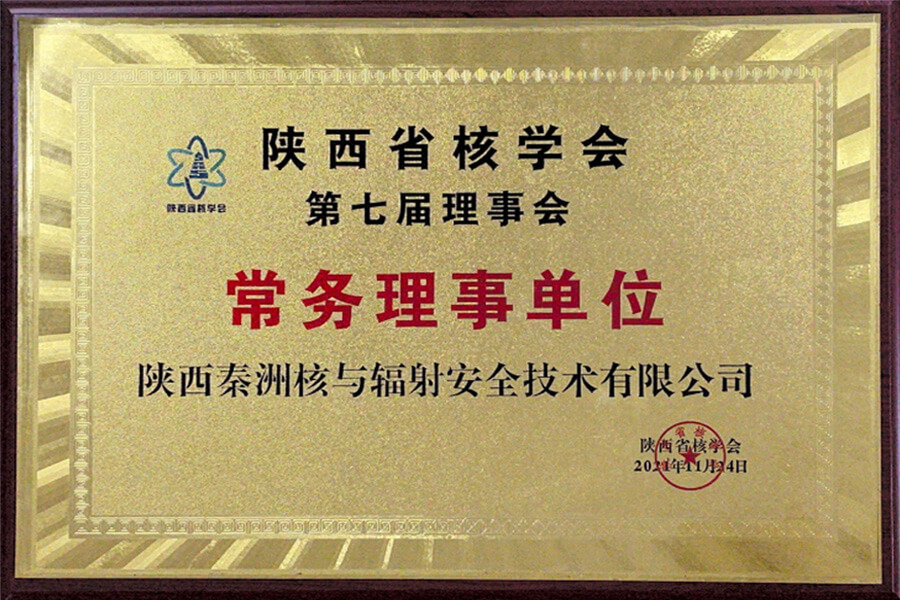 陕西省核学会
陕西省核学会
第七届理事会
常务理事单位
陕西秦洲核与辐射安全技术有限公司
陕西省核学会
2021年11月24日